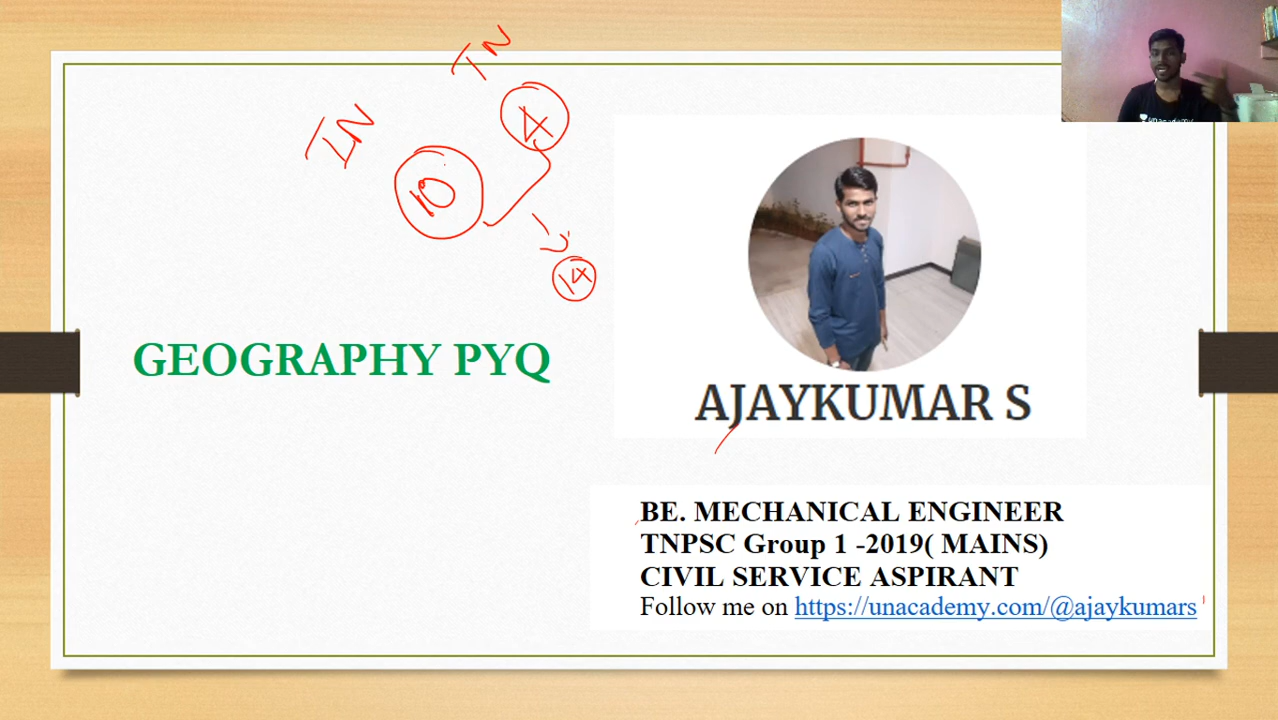 TN
4
IN
10
14
GEOGRAPHY PYQ
AJAYKUMAR S
BE. MECHANICAL ENGINEER
TNPSC Group 1 -2019( MAINS)
CIVIL SERVICE ASPIRANT
Follow me on https://unacademy.com/@ajaykumars
unacademy